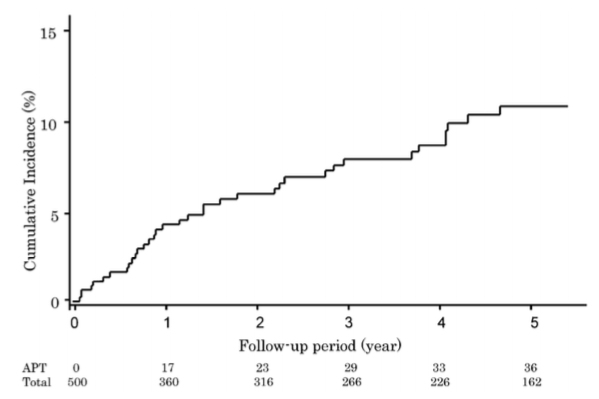 15
10
5
0
Cumulative Incidence (%)
0 1 2 3 4 5
Follow-up period (year)
APT 0 17 23 29 33 36
Total 500 360 316 266 226 162